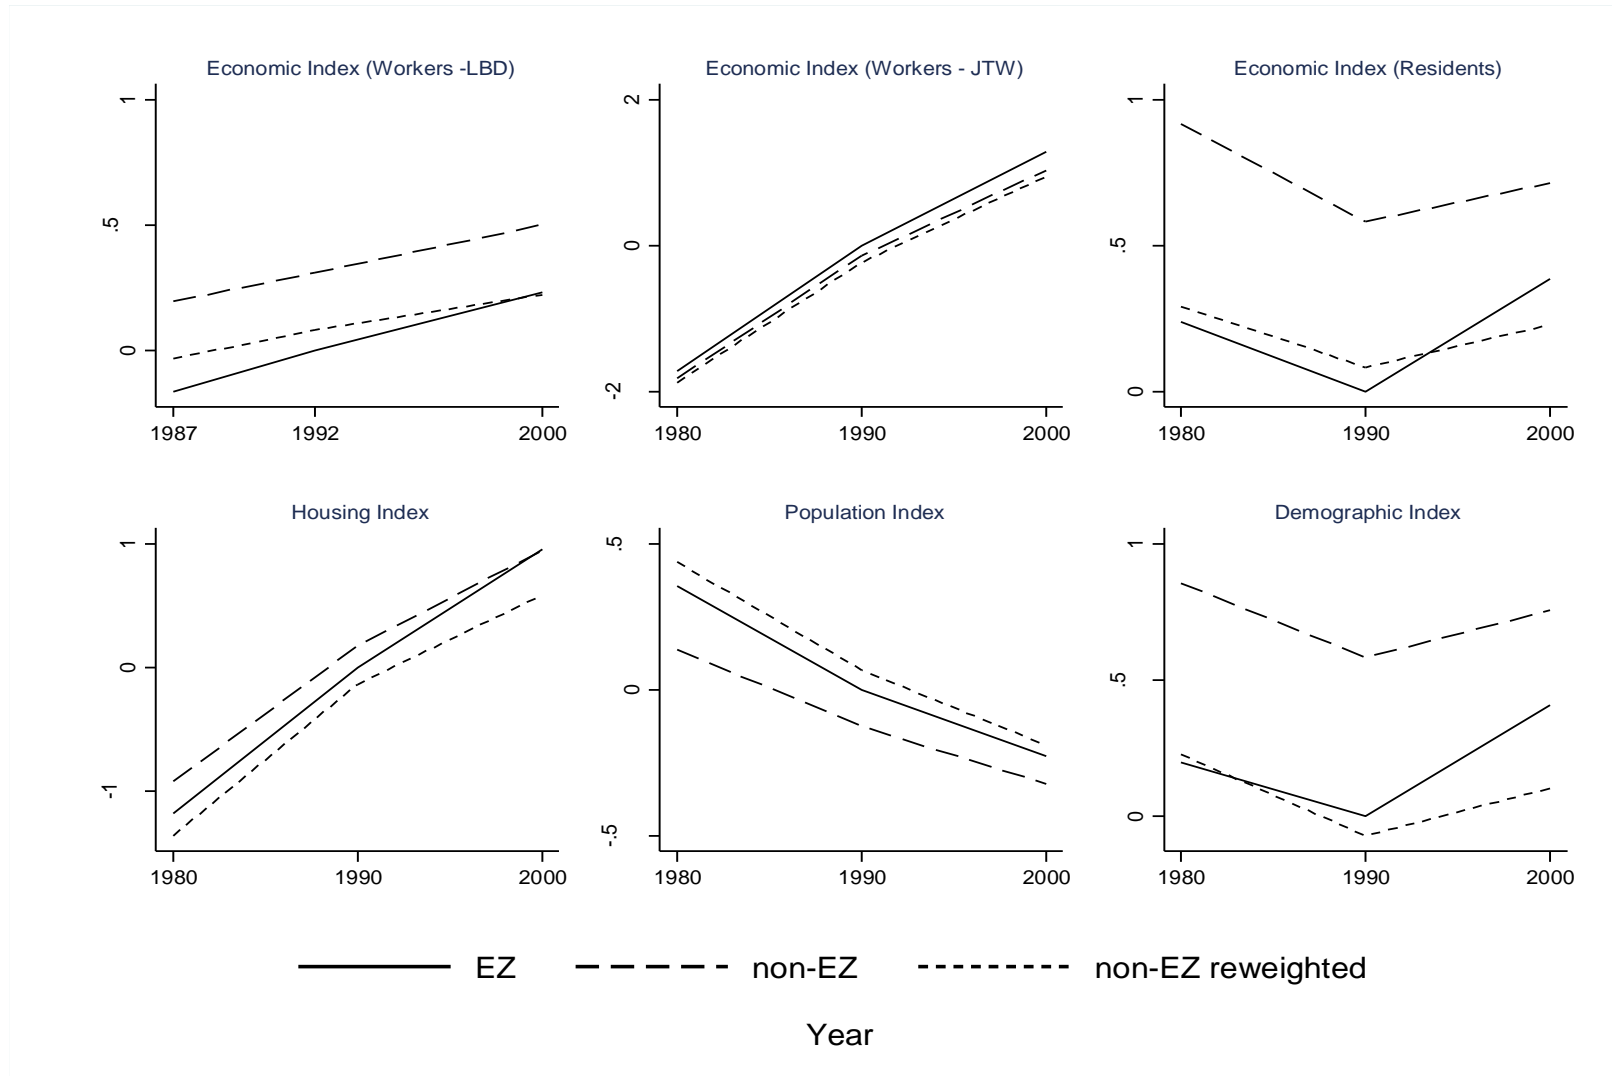 Economic Index (Workers -LBD)
1
.5
0
1987 1992 2000
Economic Index (Workers - JTW)
2
0
-2
1980 1990 2000
Economic Index (Residents)
1
.5
0
1980 1990 2000
Housing Index
1
0
-1
1980 1990 2000
Population Index
.5
0
-.5
1980 1990 2000
Demographic Index
1
.5
0
1980 1990 2000
EZ non-EZ non-EZ reweighted
Year